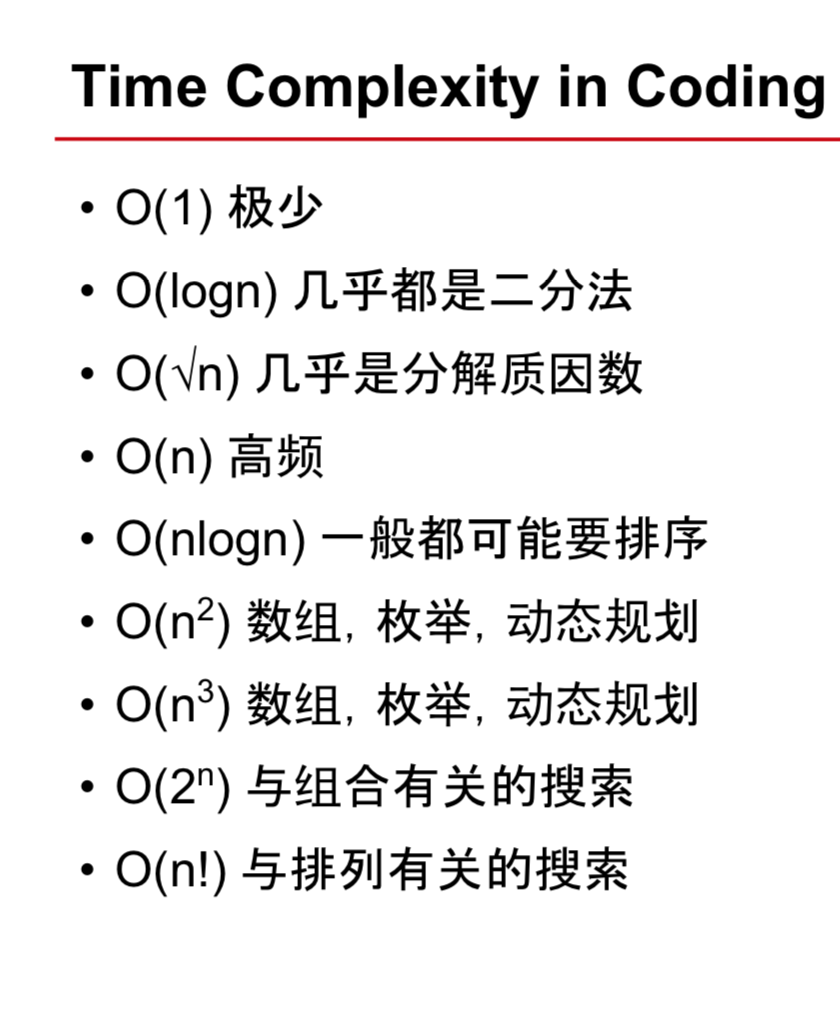 Time Complexity in Coding
• O(1) 极少
• O(logn) 几乎都是二分法
• O(√n) 几乎是分解质因数
• O(n) 高频
• O(nlogn) 一般都可能要排序
• O(n²) 数组，枚举，动态规划
• O(n³) 数组，枚举，动态规划
• O(2ⁿ) 与组合有关的搜索
• O(n!) 与排列有关的搜索